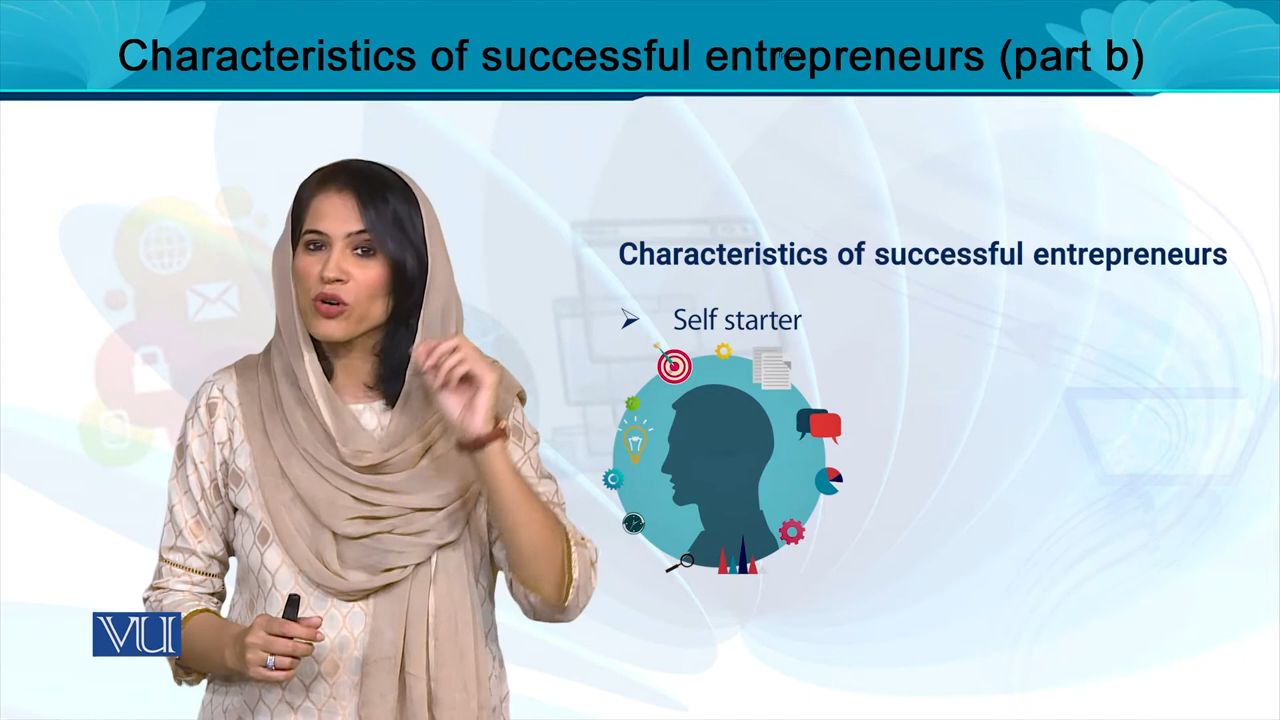 Characteristics of successful entrepreneurs (part b)
Characteristics of successful entrepreneurs
➢ Self starter
VU